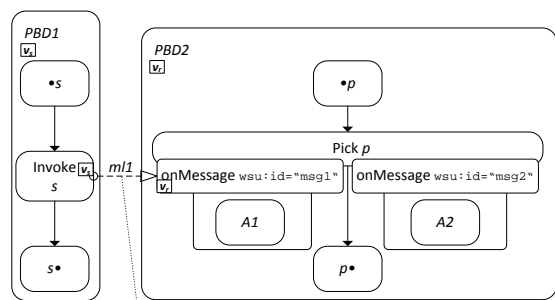 PBD1
vs
•s
Invoke vs
s
s•
ml1
PBD2
vr
•p
Pick p
onMessage wsu:id="msg1"
vr
onMessage wsu:id="msg2"
A1
A2
p•